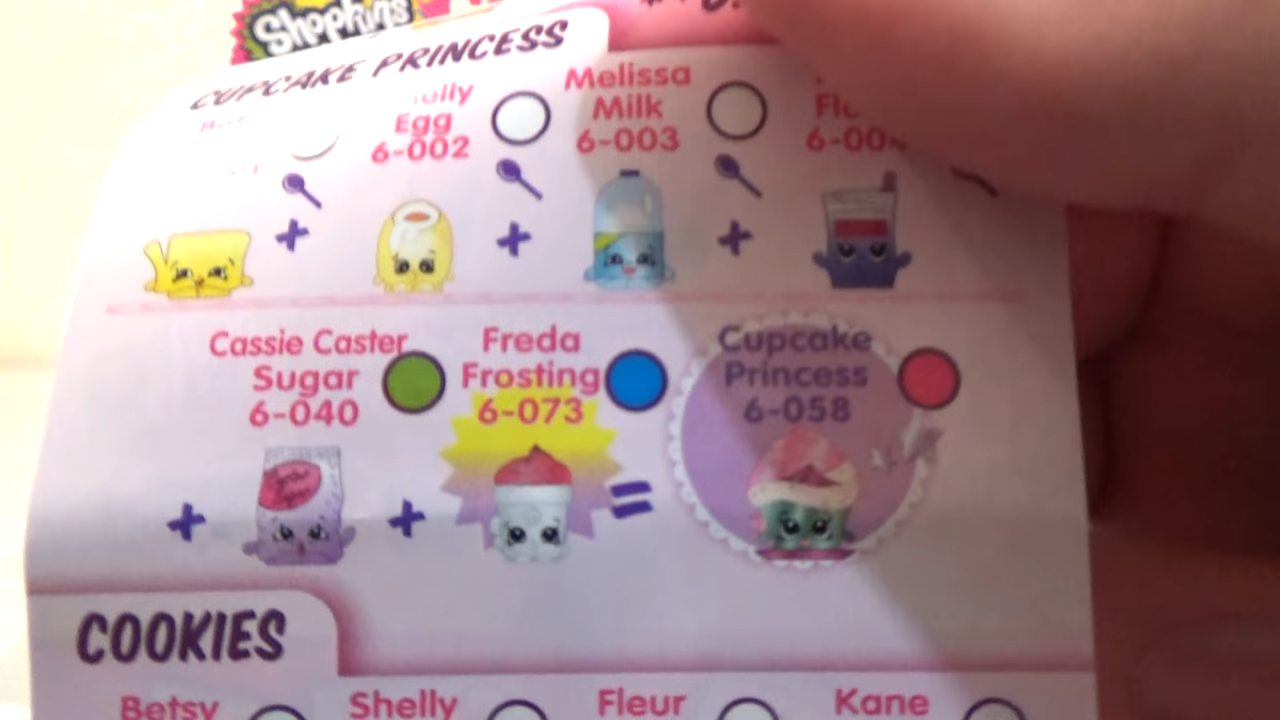 Shopkins
CUPCAKE PRINCESS
Egg
6-002
Melissa
Milk
6-003
Cassie Caster
Sugar
6-040
Freda
Frosting
6-073
Cupcake
Princess
6-058
+ + +
+ + =
COOKIES
Betsy
Shelly
Fleur
Kane